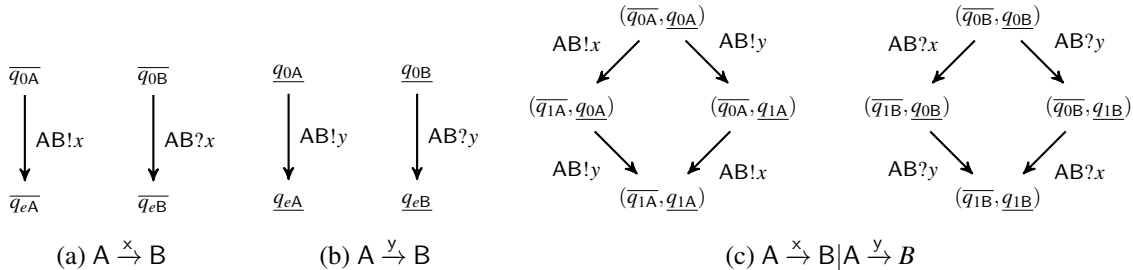 (q̅0A̅, q0A) (q̅0B̅, q0B)
AB!x AB!y AB?x AB?y
q̅0A̅ q̅0B̅ q0A q0B
(q̅1A̅, q0A) (q̅0A̅, q1A) (q̅1B̅, q0B) (q̅0B̅, q1B)
AB!x AB?x AB!y AB?y
AB!y AB!x AB?y AB?x
q̅eA̅ q̅eB̅ qeA qeB
(q̅1A̅, q1A) (q̅1B̅, q1B)
(a) A →x B (b) A →y B (c) A →x B|A →y B